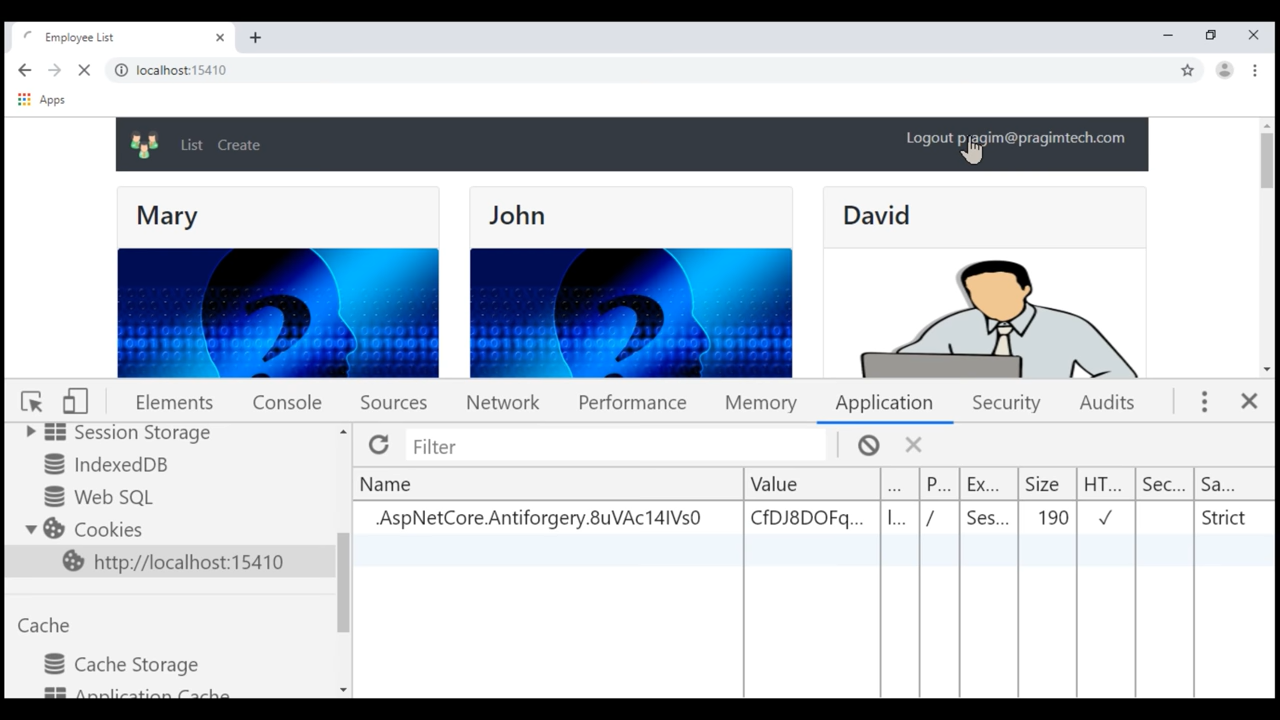 Employee List
localhost:15410
Apps
List Create Logout pragim@pragimtech.com
Mary John David
Elements Console Sources Network Performance Memory Application Security Audits
Session Storage
IndexedDB
Web SQL
Cookies
http://localhost:15410
Cache
Cache Storage
Application Cache
Filter
Name Value ... P... Ex... Size HT... Sec... Sa...
.AspNetCore.Antiforgery.8uVAc14IVs0 CfDJ8DOFq... l... / Ses... 190 ✓ Strict